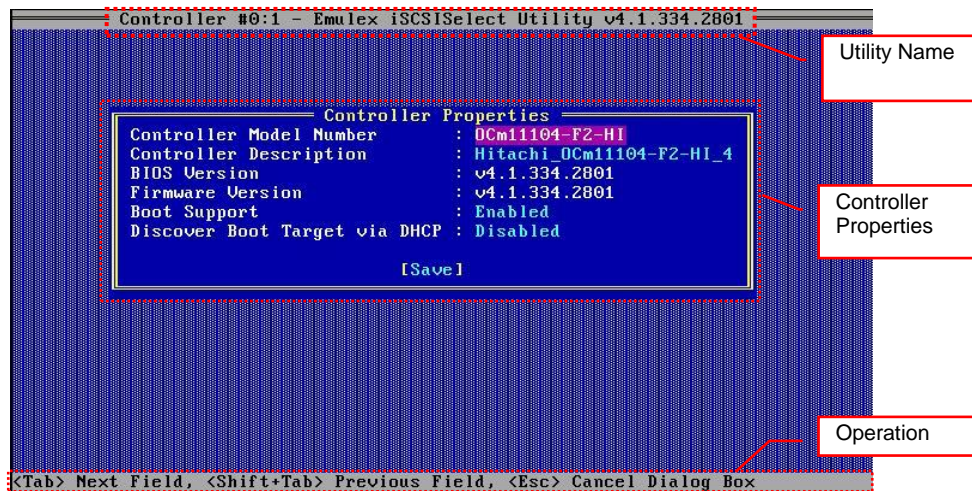 Controller #0:1 - Emulex iSCSISelect Utility v4.1.334.2801
Utility Name
Controller Properties
Controller Model Number : OCm11104-F2-HI
Controller Description : Hitachi_OCm11104-F2-HI_4
BIOS Version : v4.1.334.2801
Firmware Version : v4.1.334.2801
Boot Support : Enabled
Discover Boot Target via DHCP : Disabled
[Save]
Controller
Properties
Operation
<Tab> Next Field, <Shift+Tab> Previous Field, <Esc> Cancel Dialog Box